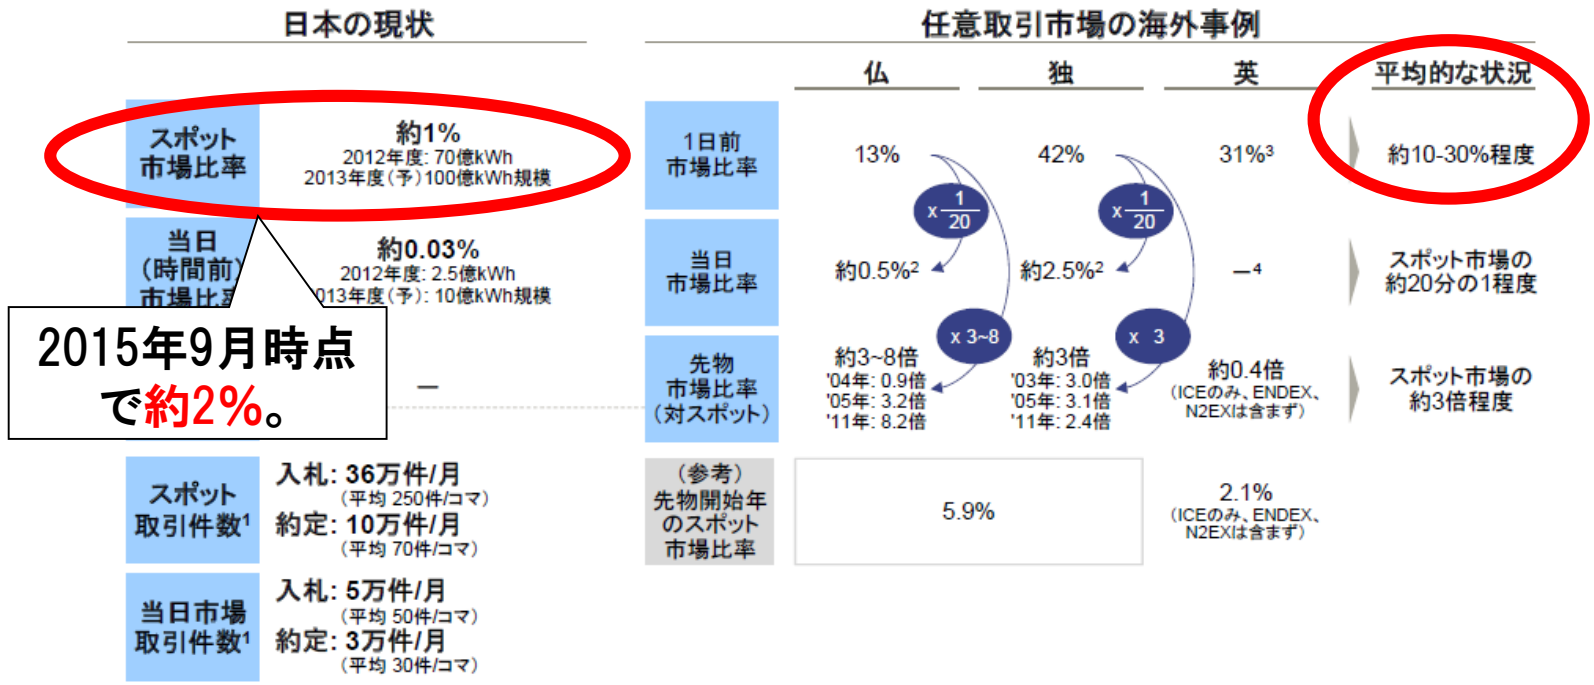 日本の現状
スポット
市場比率
約1%
2012年度: 70億kWh
2013年度(予)100億kWh規模
当日
(時間前)
市場比率
約0.03%
2012年度: 2.5億kWh
2013年度(予): 10億kWh規模
2015年9月時点
で約2%。
—
スポット
取引件数1
入札: 36万件/月
(平均 250件/コマ)
約定: 10万件/月
(平均 70件/コマ)
当日市場
取引件数1
入札: 5万件/月
(平均 50件/コマ)
約定: 3万件/月
(平均 30件/コマ)
任意取引市場の海外事例
仏 独 英 平均的な状況
1日前
市場比率
13% 42% 31%3 約10-30%程度
x 1/20 x 1/20
当日
市場比率
約0.5%2 約2.5%2 —4
スポット市場の
約20分の1程度
x 3~8 x 3
先物
市場比率
(対スポット)
約3~8倍
'04年: 0.9倍
'05年: 3.2倍
'11年: 8.2倍
約3倍
'03年: 3.0倍
'05年: 3.1倍
'11年: 2.4倍
約0.4倍
(ICEのみ、ENDEX、
N2EXは含まず)
スポット市場の
約3倍程度
(参考)
先物開始年
のスポット
市場比率
5.9%
2.1%
(ICEのみ、ENDEX、
N2EXは含まず)